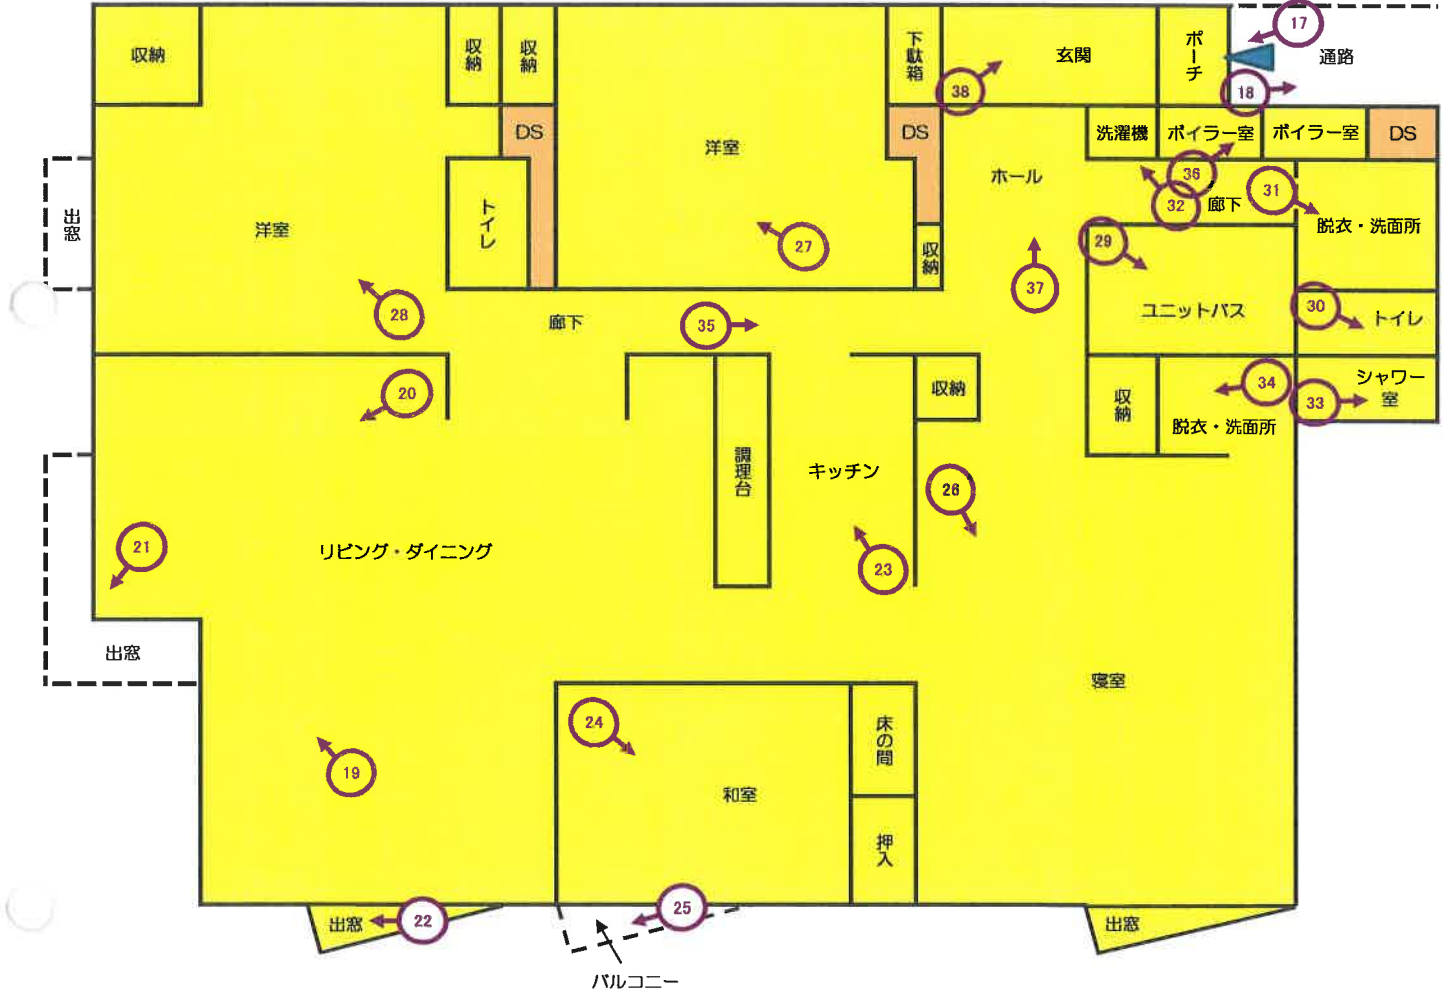 収納
収納
収納
下駄箱
玄関
ポーチ
17
通路
38
18
DS
DS
洗濯機
ボイラー室
ボイラー室
DS
洋室
ホール
36
31
32
廊下
脱衣・洗面所
出窓
洋室
トイレ
27
収納
29
28
廊下
35
37
ユニットバス
30
トイレ
20
収納
収納
34
33
シャワー
室
脱衣・洗面所
調理台
キッチン
26
21
リビング・ダイニング
23
出窓
寝室
24
床の間
19
和室
押入
出窓
22
25
出窓
バルコニー